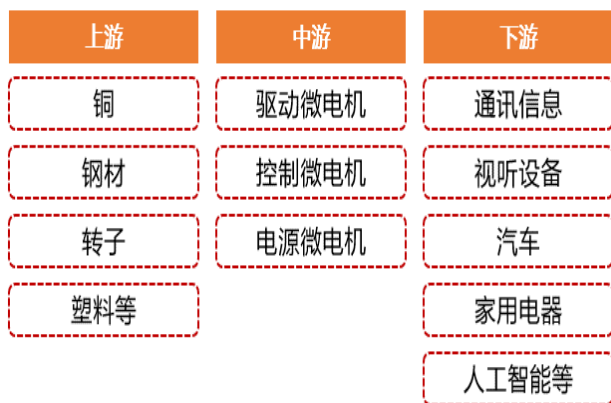 上游
中游
下游
铜
驱动微电机
通讯信息
钢材
控制微电机
视听设备
转子
电源微电机
汽车
塑料等
家用电器
人工智能等